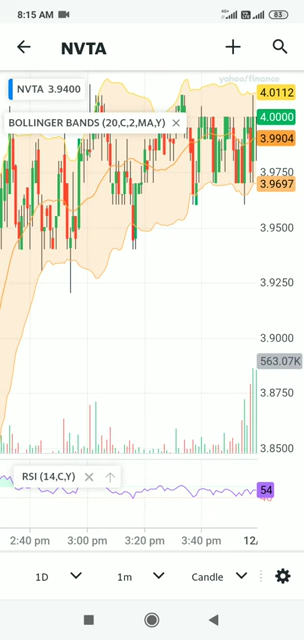 8:15 AM
83
NVTA
yahoo!finance
NVTA 3.9400
4.0112
BOLLINGER BANDS (20,C,2,MA,Y)
4.0000
3.9904
3.9750
3.9697
3.9500
3.9250
3.9000
563.07K
3.8750
3.8500
RSI (14,C,Y)
54
2:40 pm 3:00 pm 3:20 pm 3:40 pm 12/
1D 1m Candle